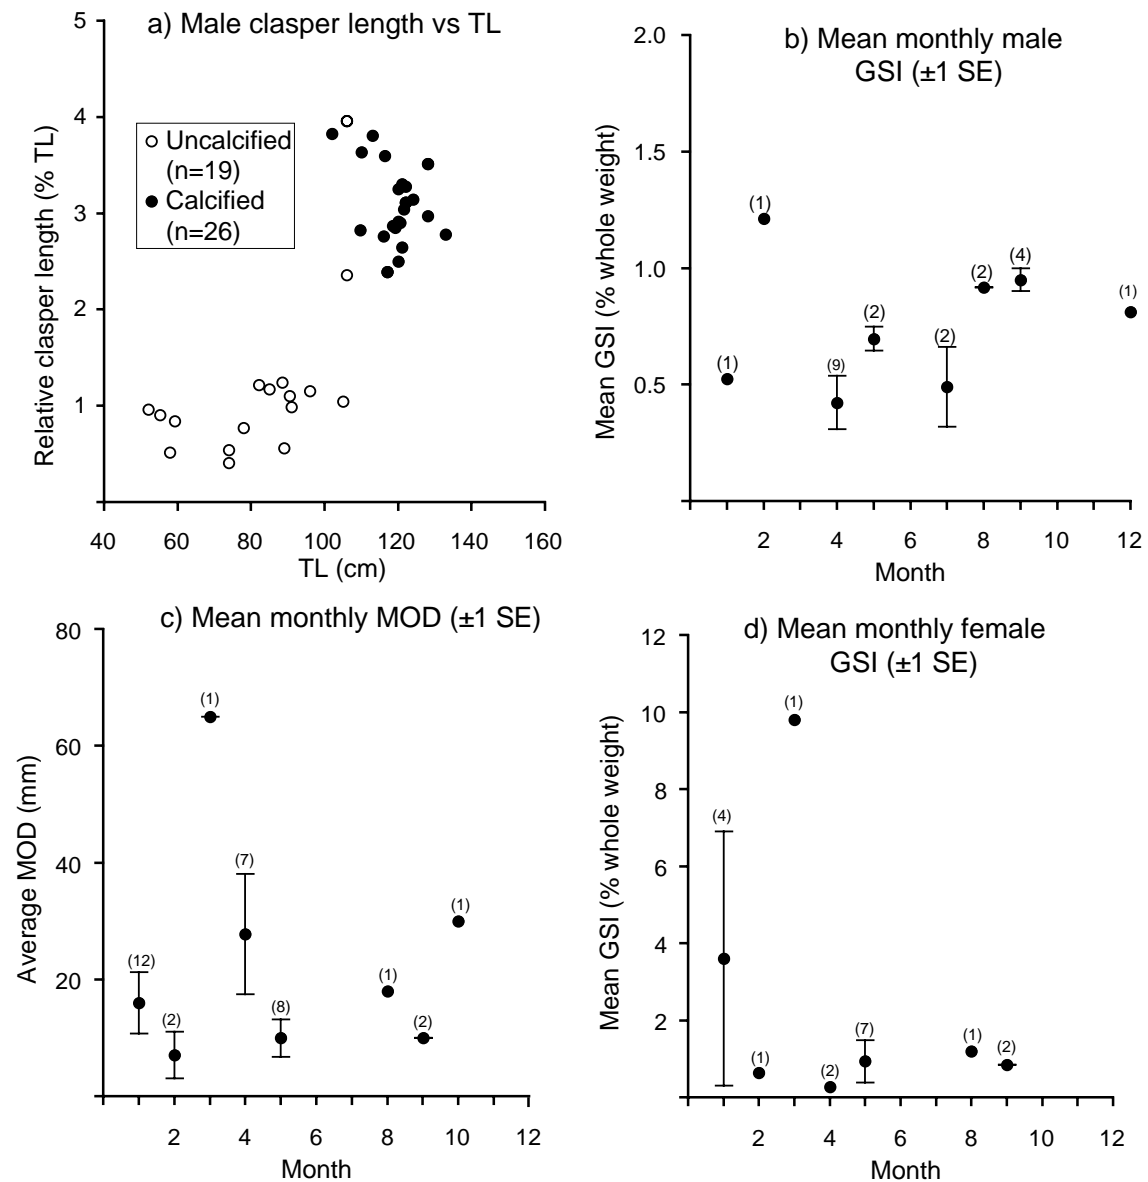 a) Male clasper length vs TL
Relative clasper length (% TL)
5
4
3
2
1
Uncalcified
(n=19)
Calcified
(n=26)
40 60 80 100 120 140 160
TL (cm)
b) Mean monthly male
GSI (±1 SE)
Mean GSI (% whole weight)
2.0
1.5
1.0
0.5
(1)
(1)
(9)
(2)
(2)
(2)
(4)
(1)
2 4 6 8 10 12
Month
c) Mean monthly MOD (±1 SE)
Average MOD (mm)
80
60
40
20
(12)
(2)
(1)
(7)
(8)
(1)
(2)
(1)
2 4 6 8 10 12
Month
d) Mean monthly female
GSI (±1 SE)
Mean GSI (% whole weight)
12
10
8
6
4
2
(4)
(1)
(1)
(2)
(7)
(1)
(2)
2 4 6 8 10 12
Month